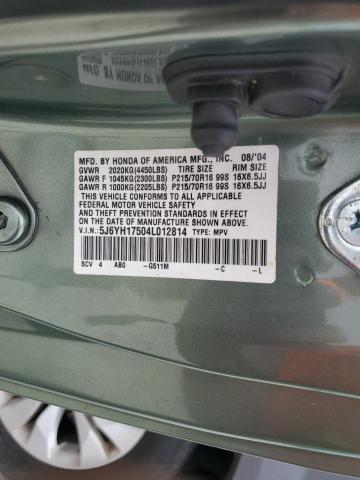 MFD. BY HONDA OF AMERICA MFG., INC. 08/'04
GVWR 2020KG(4450LBS) TIRE SIZE RIM SIZE
GAWR F 1045KG(2300LBS) P215/70R16 99S 16X6.5JJ
GAWR R 1000KG(2205LBS) P215/70R16 99S 16X6.5JJ
THIS VEHICLE CONFORMS TO ALL APPLICABLE
FEDERAL MOTOR VEHICLE SAFETY AND
THEFT PREVENTION STANDARDS IN EFFECT ON
THE DATE OF MANUFACTURE SHOWN ABOVE.
V.I.N: 5J6YH17504L012814 TYPE: MPV
SCV 4 AB0 -G511M -C -L